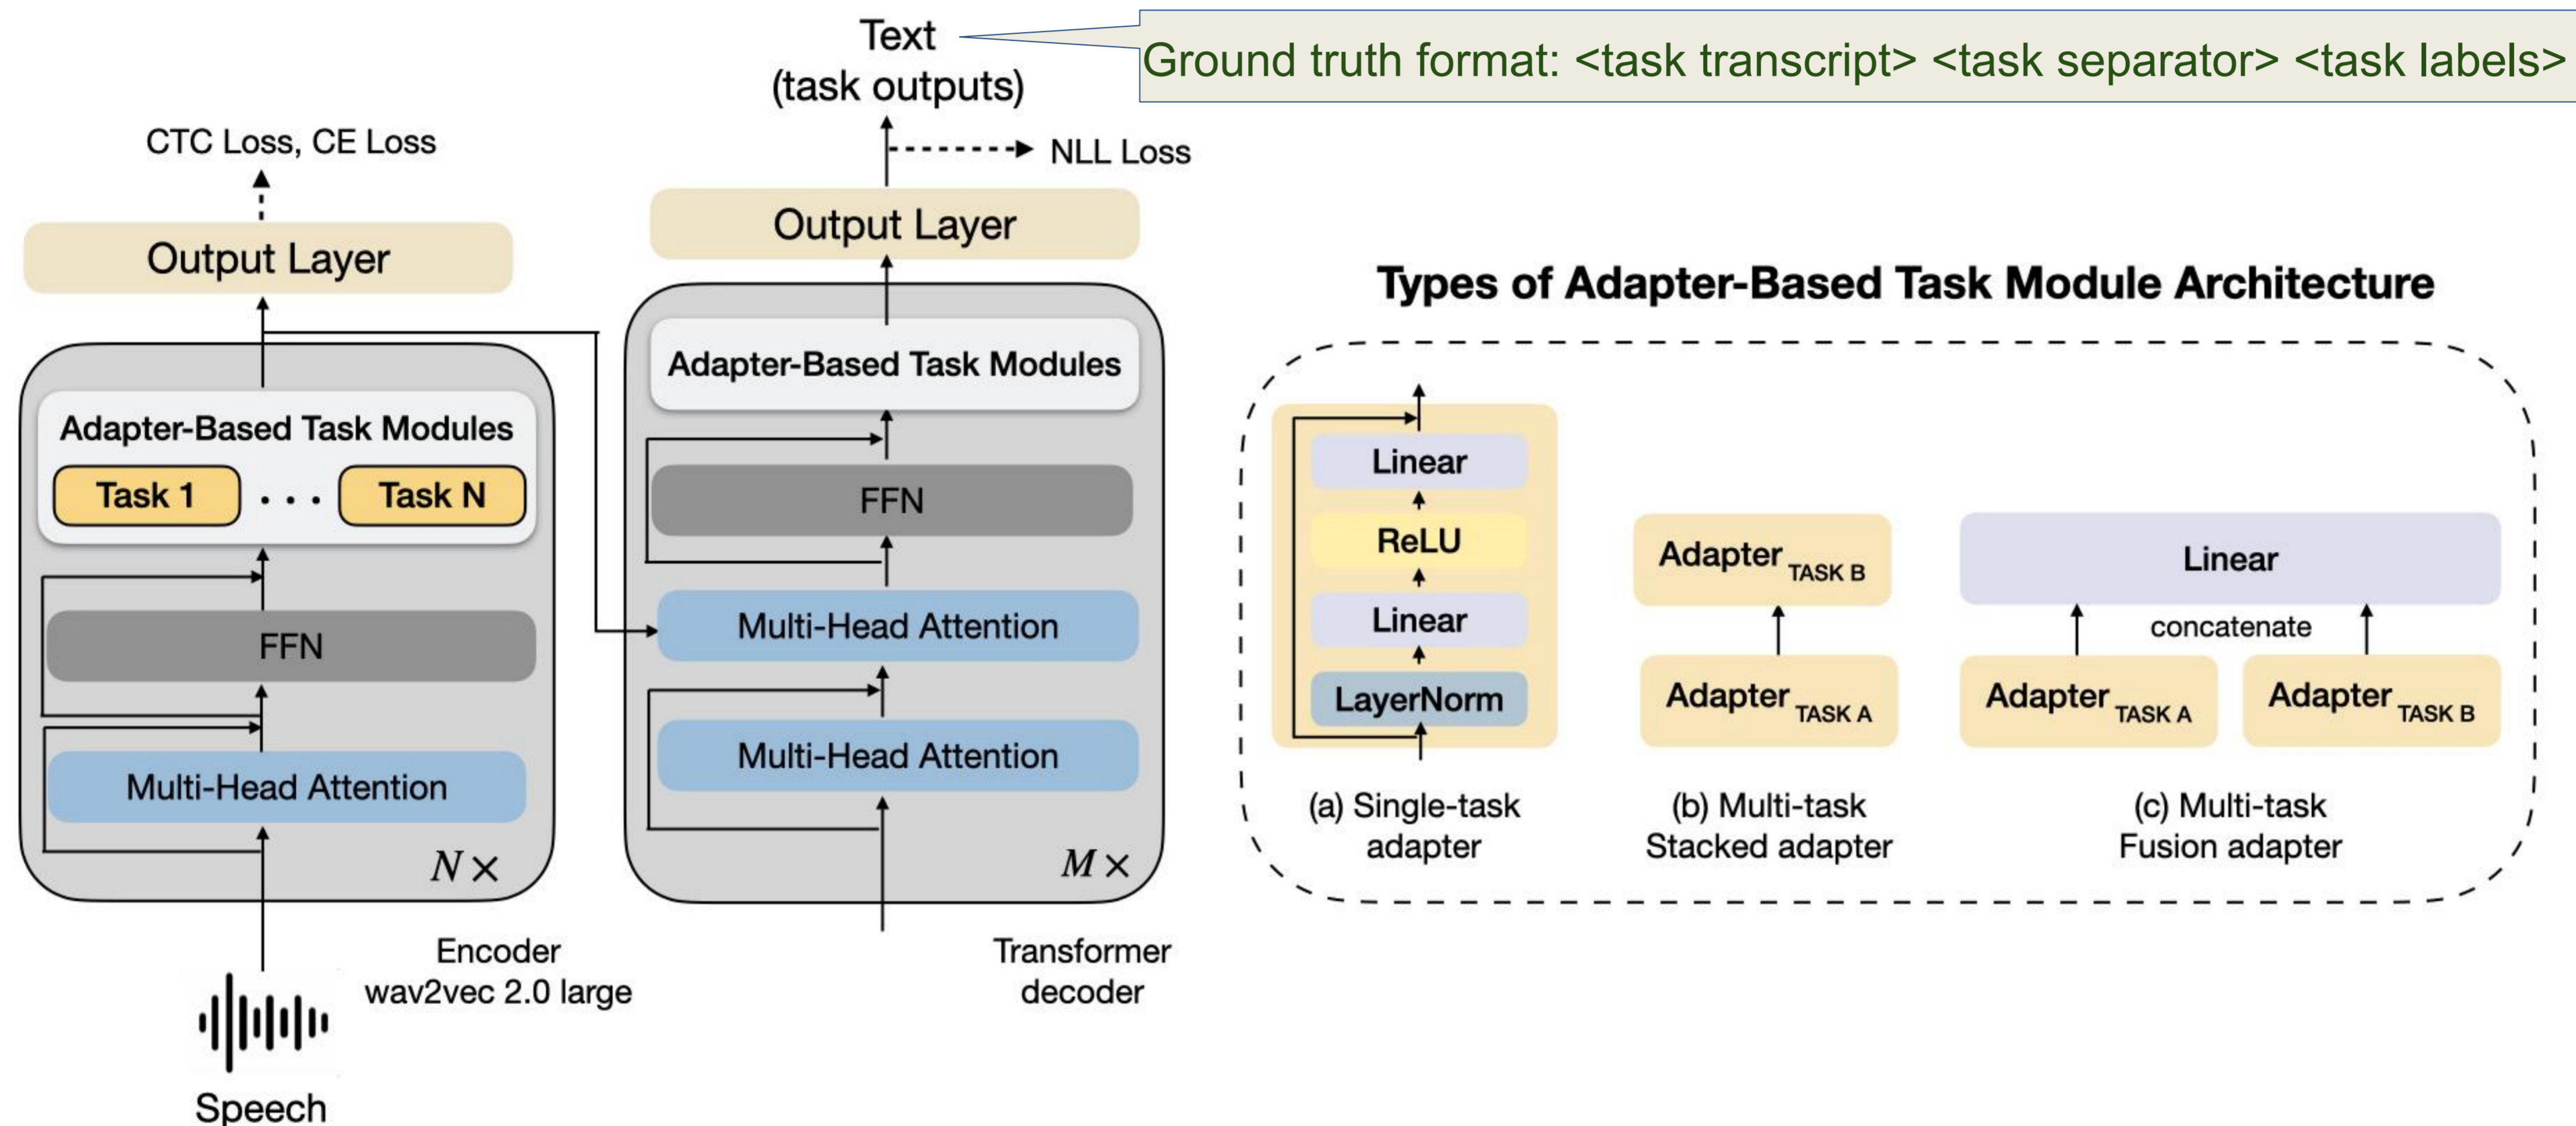 Text
(task outputs)
Ground truth format: <task transcript> <task separator> <task labels>
CTC Loss, CE Loss
NLL Loss
Output Layer
Output Layer
Adapter-Based Task Modules
Task 1 . . . Task N
FFN
Multi-Head Attention
N×
Encoder
wav2vec 2.0 large
Speech
Adapter-Based Task Modules
FFN
Multi-Head Attention
Multi-Head Attention
M×
Transformer
decoder
Types of Adapter-Based Task Module Architecture
Linear
ReLU
Linear
LayerNorm
(a) Single-task
adapter
Adapter TASK B
Adapter TASK A
(b) Multi-task
Stacked adapter
Linear
concatenate
Adapter TASK A
Adapter TASK B
(c) Multi-task
Fusion adapter